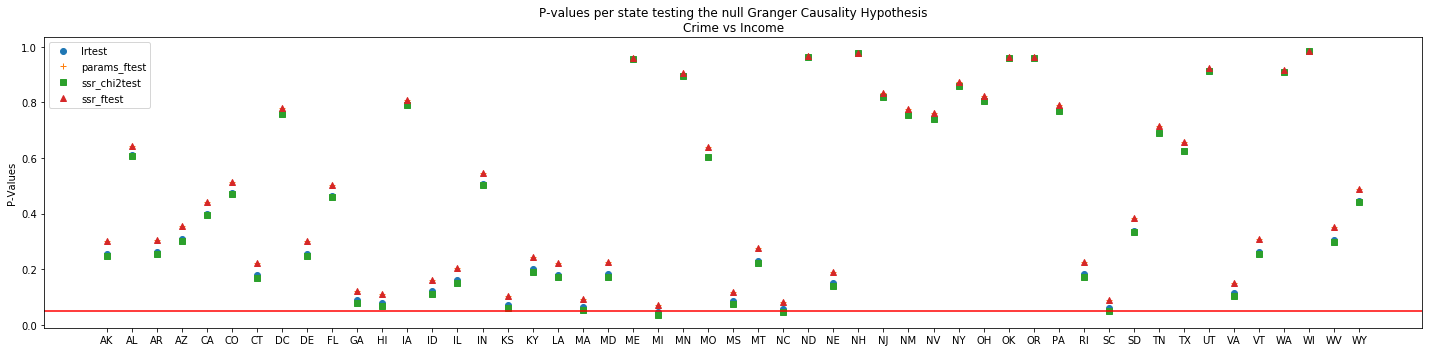 P-values per state testing the null Granger Causality Hypothesis
Crime vs Income
lrtest
params_ftest
ssr_chi2test
ssr_ftest
P-Values
1.0
0.8
0.6
0.4
0.2
0.0
AK AL AR AZ CA CO CT DC DE FL GA HI IA ID IL IN KS KY LA MA MD ME MI MN MO MS MT NC ND NE NH NJ NM NV NY OH OK OR PA RI SC SD TN TX UT VA VT WA WI WV WY